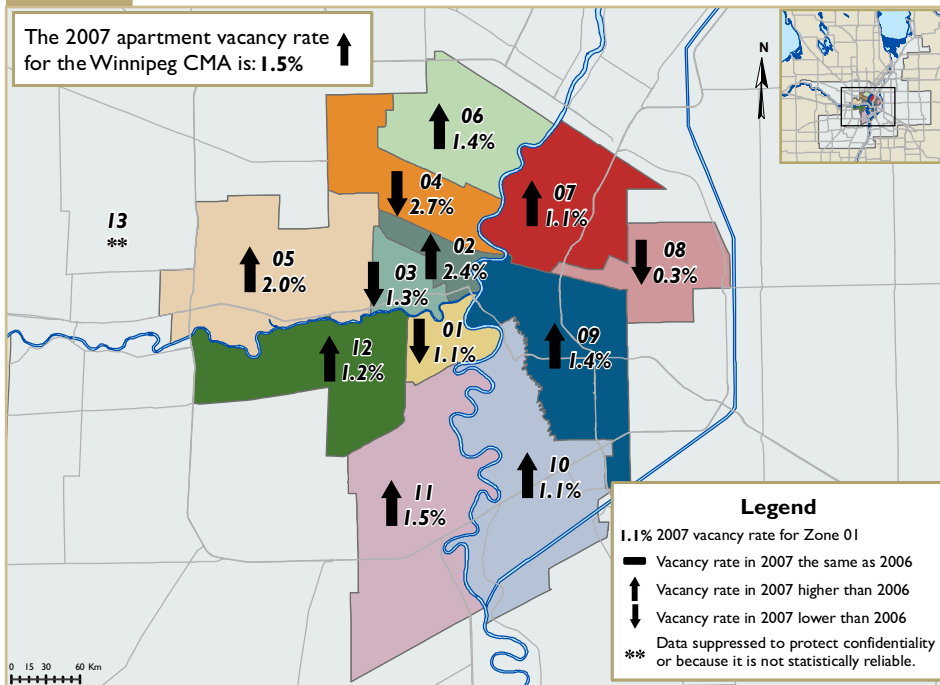 The 2007 apartment vacancy rate
for the Winnipeg CMA is: 1.5%
N
06
1.4%
04
2.7%
07
1.1%
13
**
05
2.0%
03
1.3%
02
2.4%
08
0.3%
12
1.2%
01
1.1%
09
1.4%
11
1.5%
10
1.1%
Legend
1.1% 2007 vacancy rate for Zone 01
Vacancy rate in 2007 the same as 2006
Vacancy rate in 2007 higher than 2006
Vacancy rate in 2007 lower than 2006
** Data suppressed to protect confidentiality
or because it is not statistically reliable.
0 15 30 60 Km